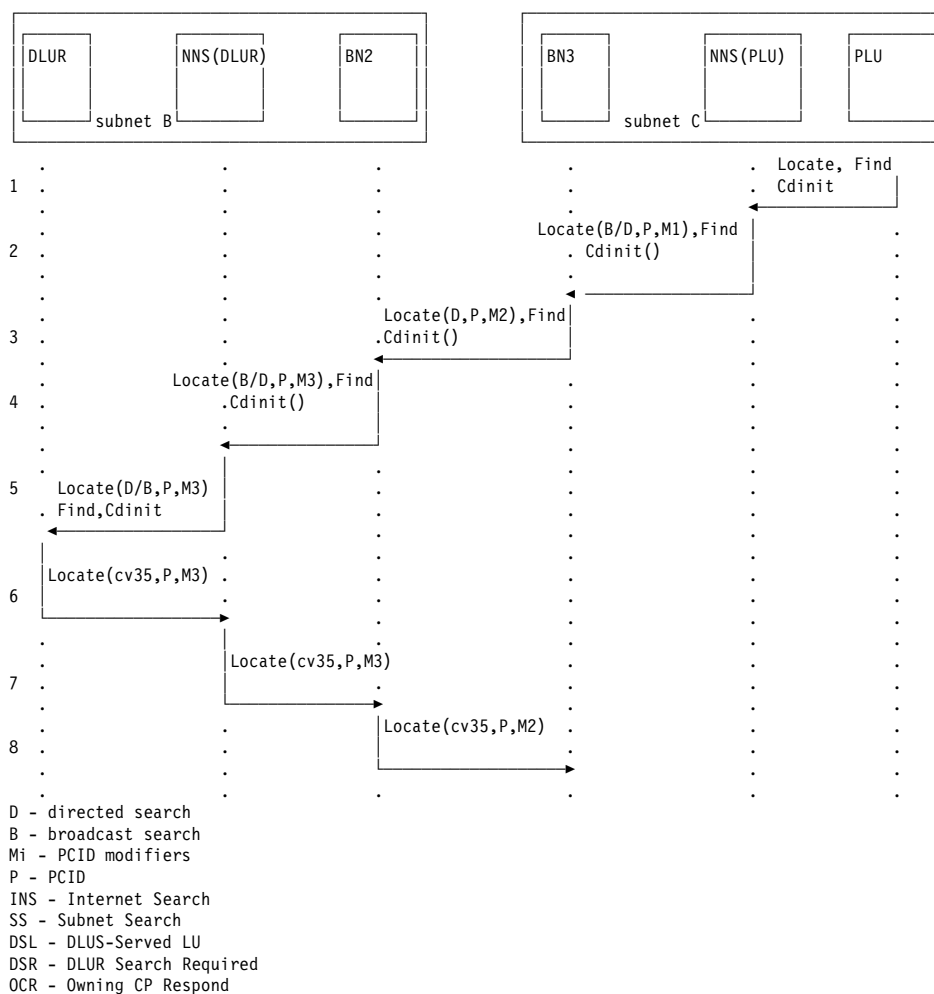 DLUR NNS(DLUR) BN2 BN3 NNS(PLU) PLU
subnet B subnet C
Locate, Find
1 Cdinit
Locate(B/D,P,M1),Find
2 Cdinit()
Locate(D,P,M2),Find
3 Cdinit()
Locate(B/D,P,M3),Find
4 Cdinit()
5 Locate(D/B,P,M3)
Find,Cdinit
Locate(cv35,P,M3)
6
Locate(cv35,P,M3)
7
Locate(cv35,P,M2)
8
D - directed search
B - broadcast search
Mi - PCID modifiers
P - PCID
INS - Internet Search
SS - Subnet Search
DSL - DLUS-Served LU
DSR - DLUR Search Required
OCR - Owning CP Respond